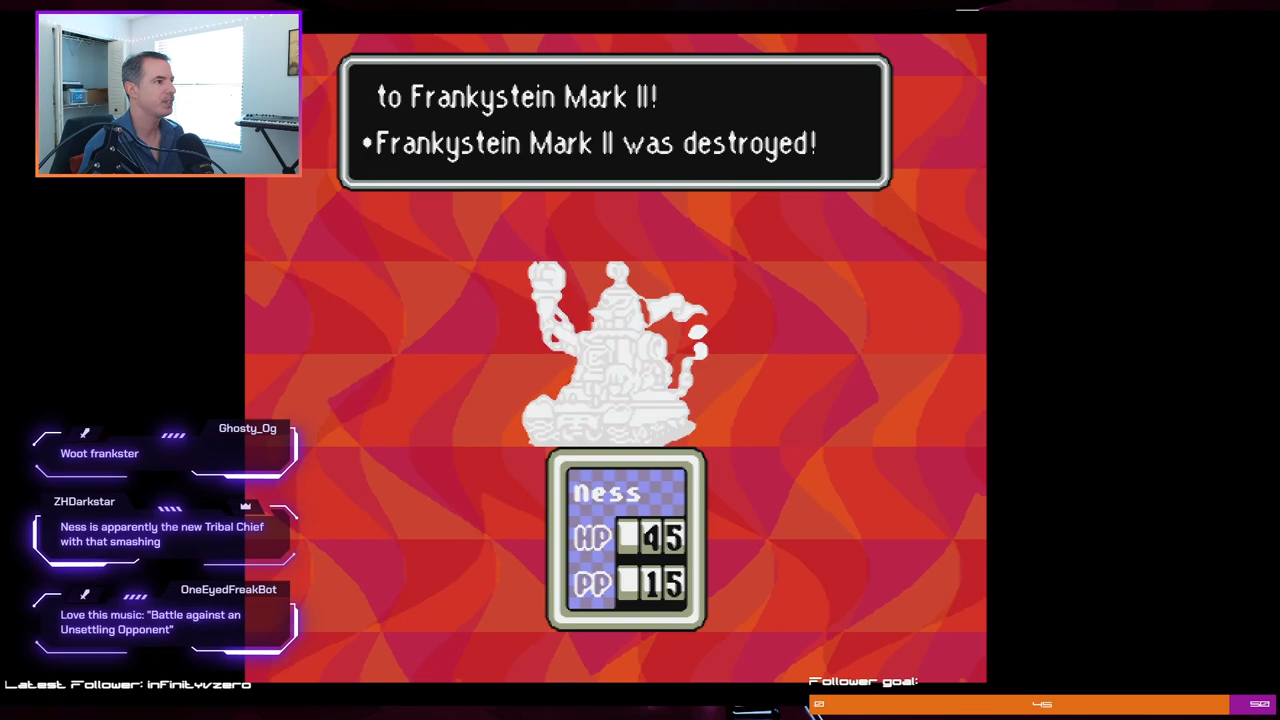 to Frankystein Mark II!
•Frankystein Mark II was destroyed!
Ness
HP 45
PP 15
Ghosty_Og
Woot frankster
ZHDarkstar
Ness is apparently the new Tribal Chief
with that smashing
OneEyedFreakBot
Love this music: "Battle against an
Unsettling Opponent"
Latest Follower: infinityvzero
Follower goal:
0 45 50